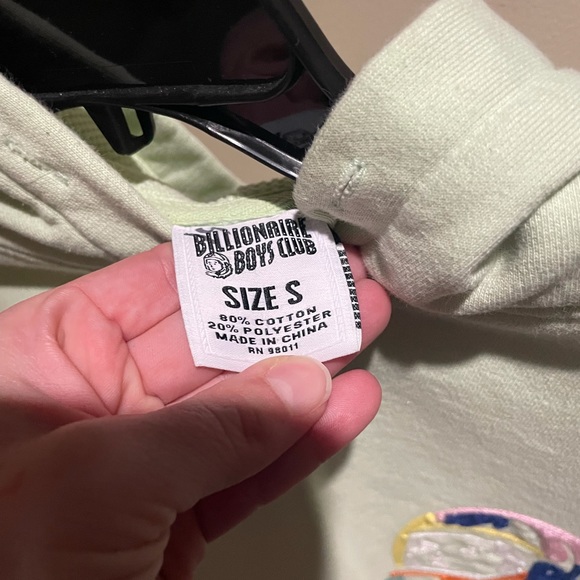 BILLIONAIRE
BOYS CLUB
SIZE S
80% COTTON
20% POLYESTER
MADE IN CHINA
RN 98011